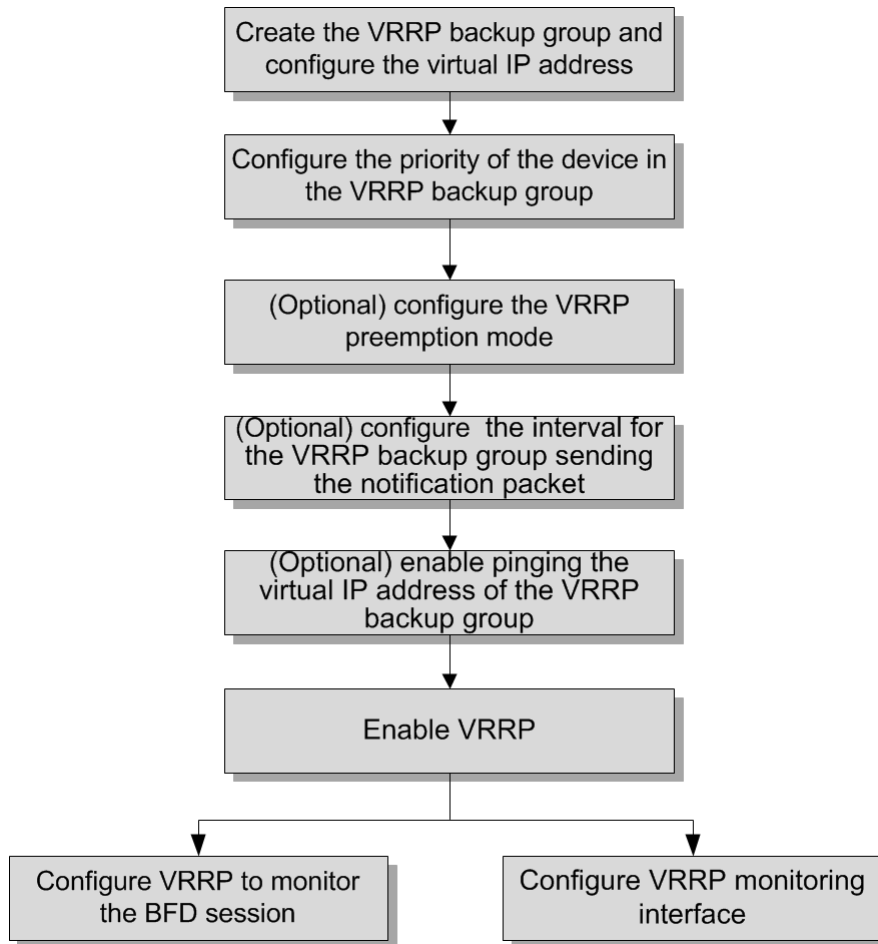 Create the VRRP backup group and
configure the virtual IP address
Configure the priority of the device in
the VRRP backup group
(Optional) configure the VRRP
preemption mode
(Optional) configure  the interval for
the VRRP backup group sending
the notification packet
(Optional) enable pinging the
virtual IP address of the VRRP
backup group
Enable VRRP
Configure VRRP to monitor
the BFD session
Configure VRRP monitoring
interface